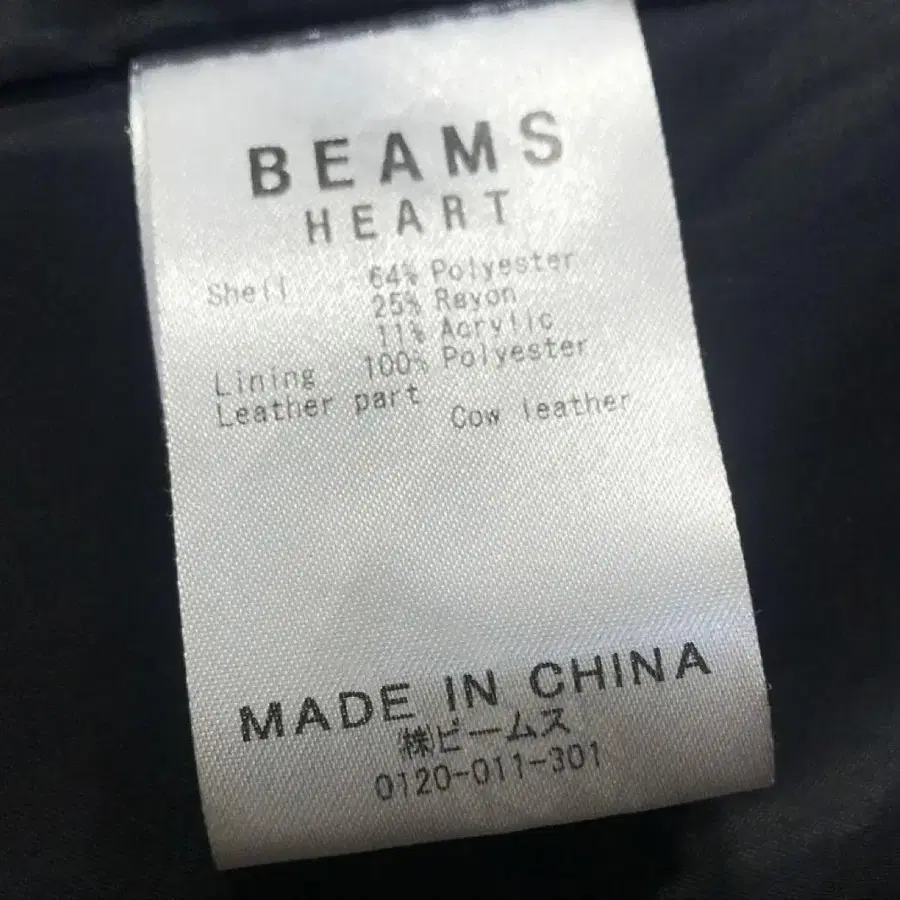 BEAMS
HEART
Shell 64% Polyester
25% Rayon
11% Acrylic
Lining 100% Polyester
Leather part
Cow leather
MADE IN CHINA
㈱ビームス
0120-011-301